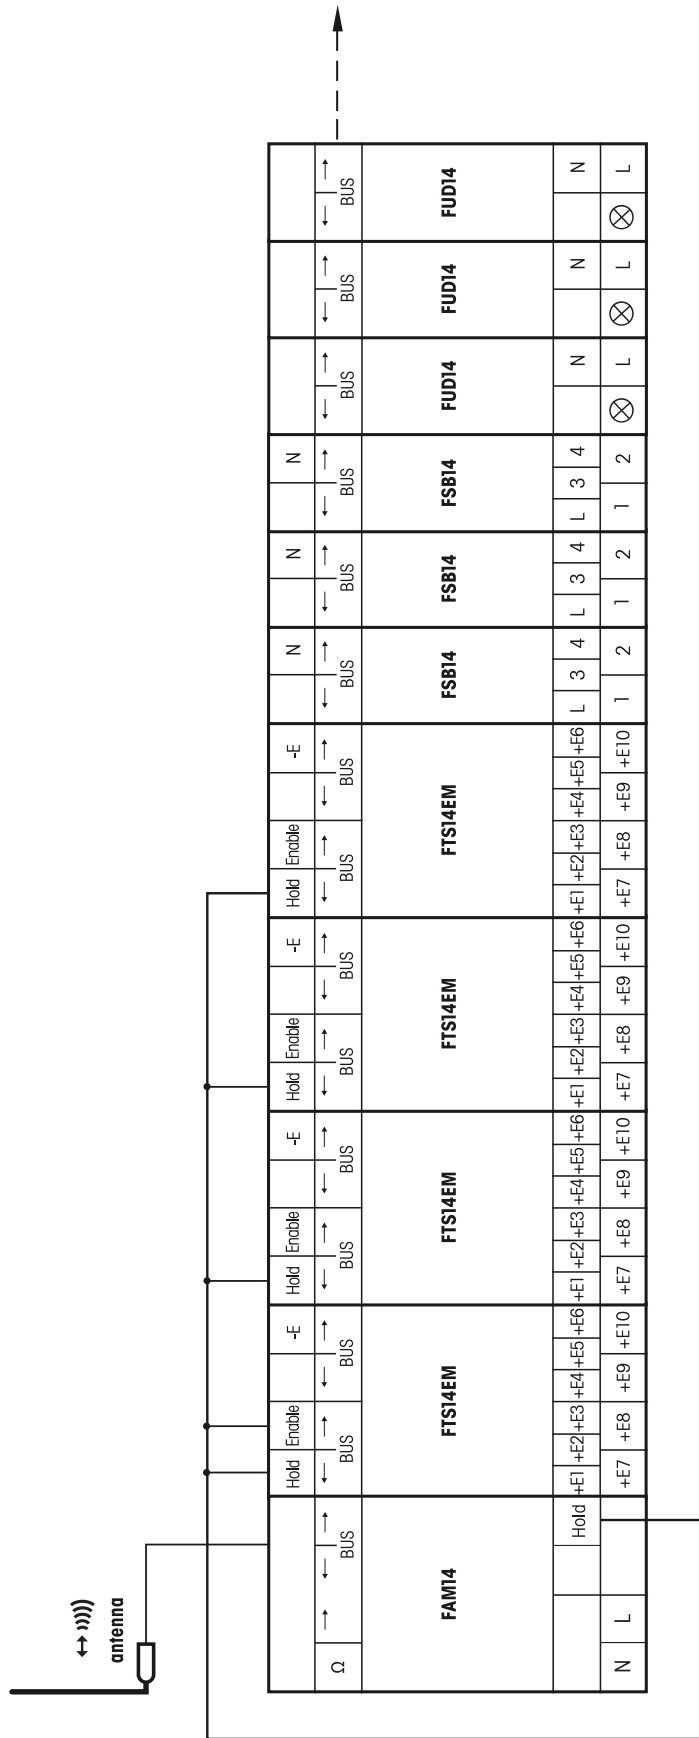 antenna
Hold Enable -E Hold Enable -E Hold Enable -E Hold Enable -E N N N
Ω BUS BUS BUS BUS BUS BUS BUS BUS BUS BUS BUS BUS BUS BUS BUS
FAM14 FTS14EM FTS14EM FTS14EM FTS14EM FSB14 FSB14 FSB14 FUD14 FUD14 FUD14
Hold +E1 +E2 +E3 +E4 +E5 +E6 +E1 +E2 +E3 +E4 +E5 +E6 +E1 +E2 +E3 +E4 +E5 +E6 +E1 +E2 +E3 +E4 +E5 +E6 L 3 4 L 3 4 L 3 4 N N N
N L +E7 +E8 +E9 +E10 +E7 +E8 +E9 +E10 +E7 +E8 +E9 +E10 +E7 +E8 +E9 +E10 1 2 1 2 1 2 L L L